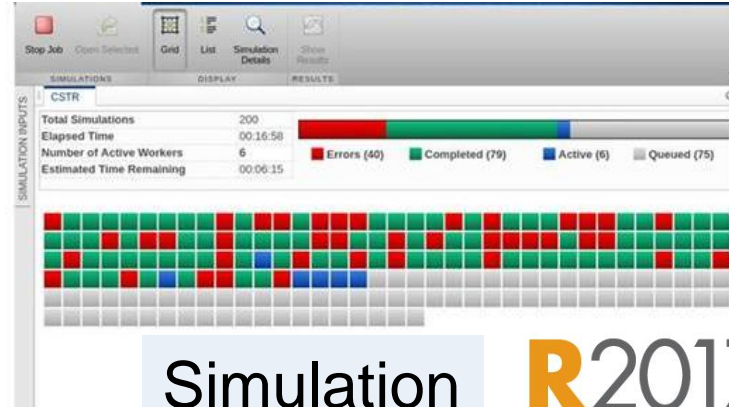 Stop Job Open Selected Grid List Simulation Details Show Results
SIMULATIONS DISPLAY RESULTS
SIMULATION INPUTS
CSTR
Total Simulations 200
Elapsed Time 00:16:58
Number of Active Workers 6
Estimated Time Remaining 00:06:15
Errors (40) Completed (79) Active (6) Queued (75)
Simulation R2017